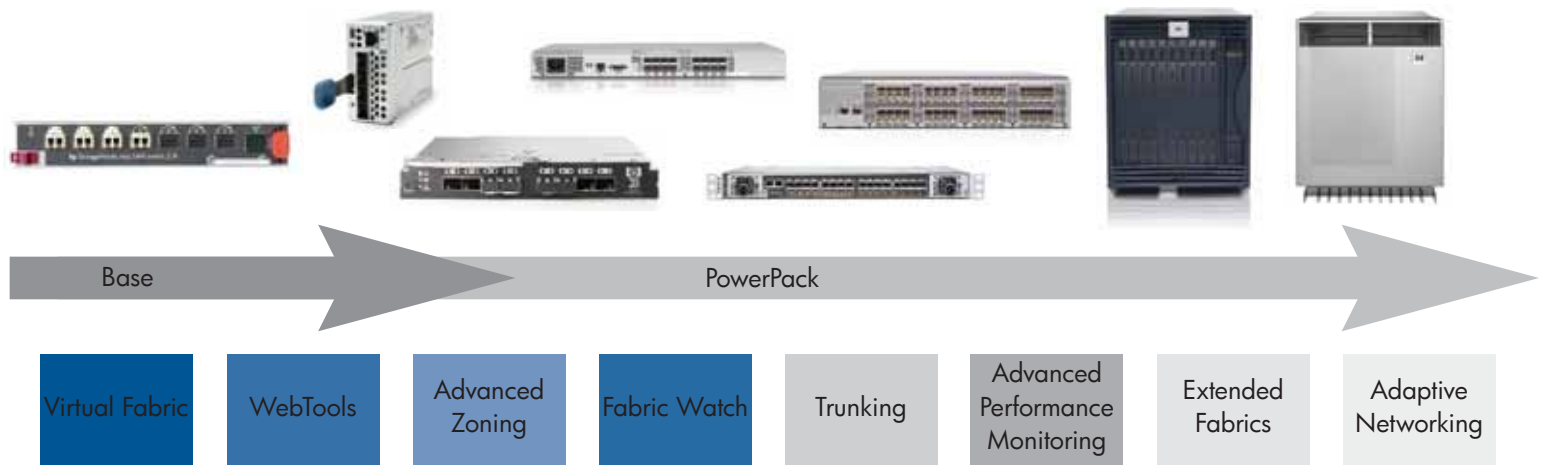 Base
PowerPack
Virtual Fabric
WebTools
Advanced
Zoning
Fabric Watch
Trunking
Advanced
Performance
Monitoring
Extended
Fabrics
Adaptive
Networking